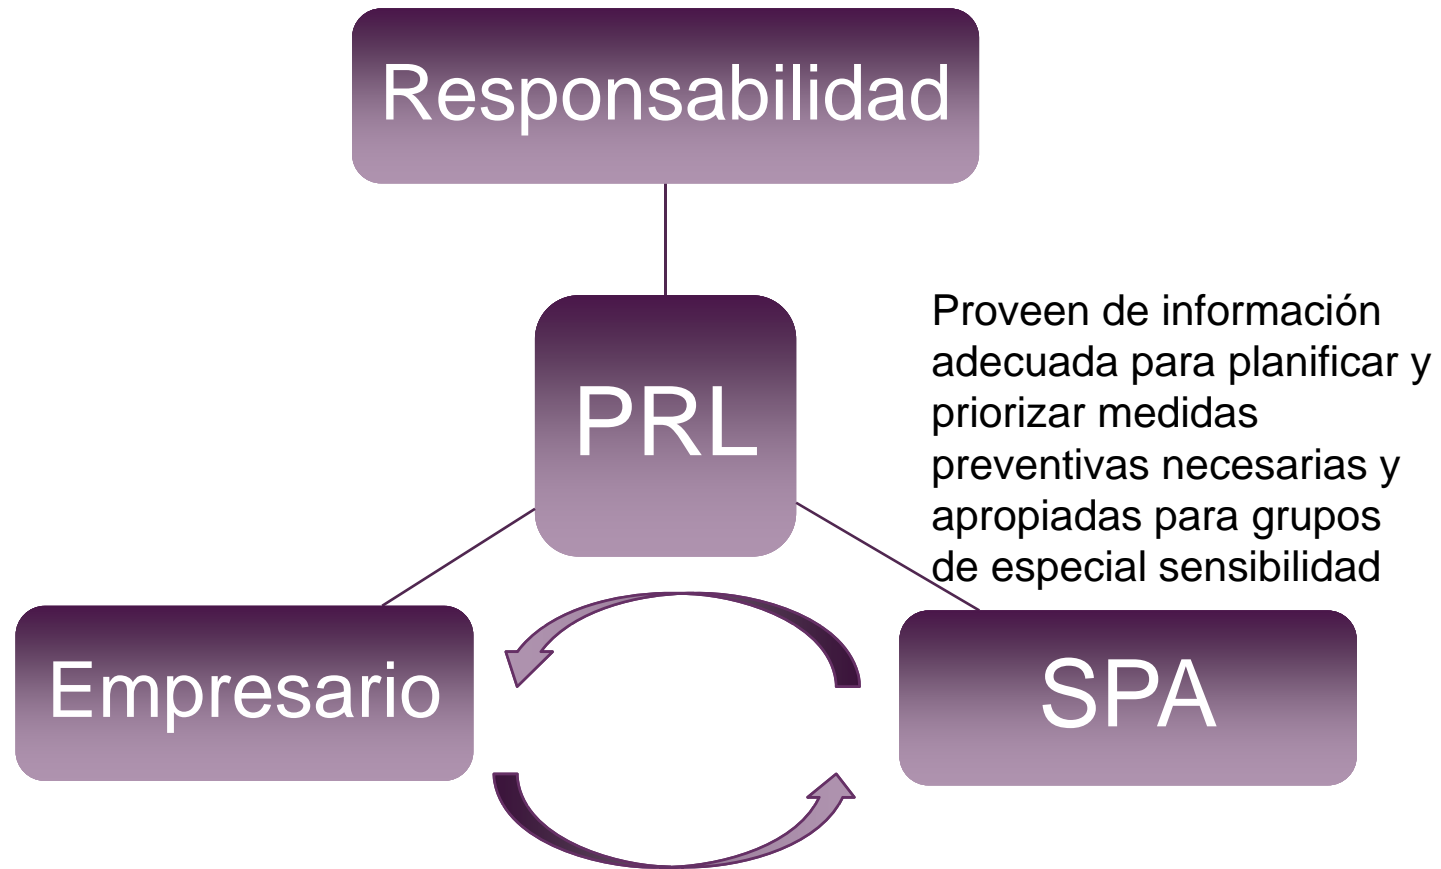 Responsabilidad
PRL
Proveen de información
adecuada para planificar y
priorizar medidas
preventivas necesarias y
apropiadas para grupos
de especial sensibilidad
Empresario
SPA